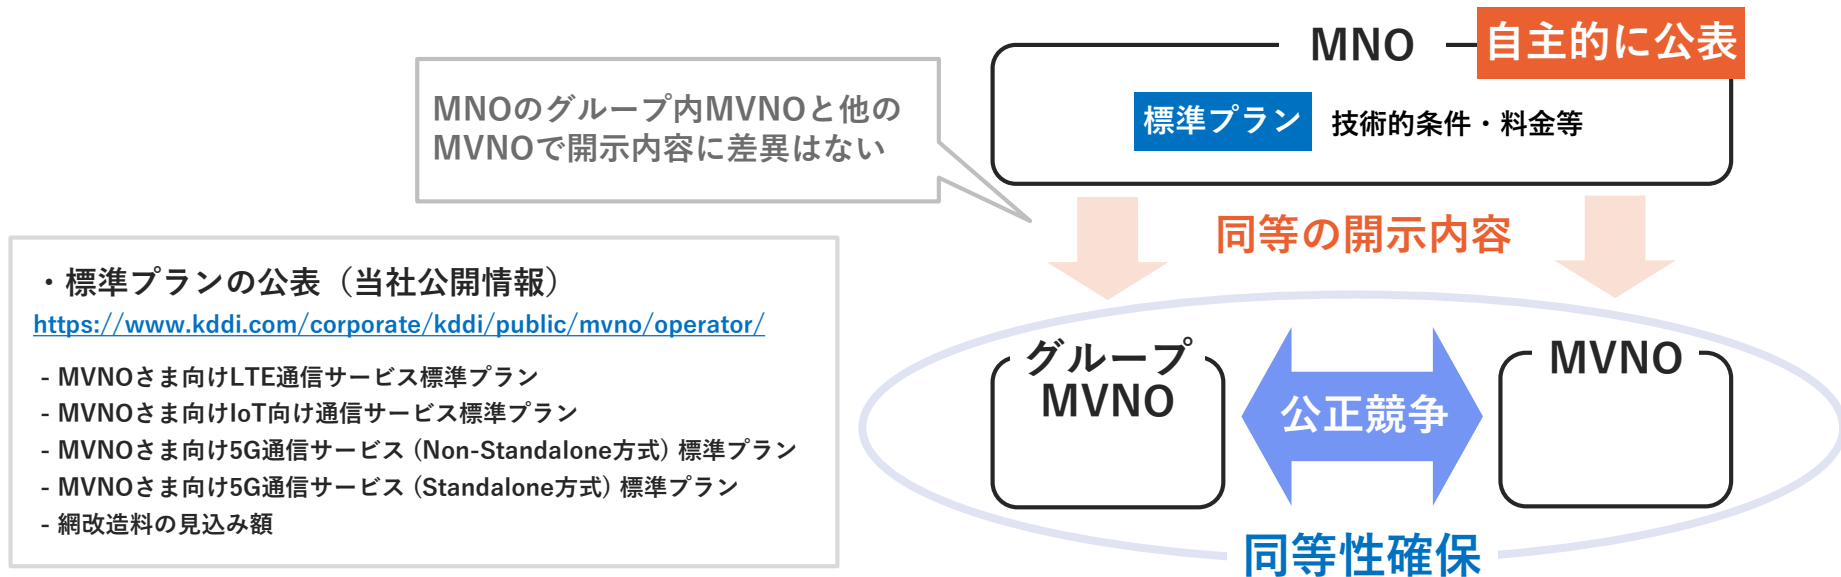 MNO
自主的に公表
標準プラン 技術的条件・料金等
MNOのグループ内MVNOと他の
MVNOで開示内容に差異はない
同等の開示内容
・標準プランの公表（当社公開情報）
https://www.kddi.com/corporate/kddi/public/mvno/operator/
- MVNOさま向けLTE通信サービス標準プラン
- MVNOさま向けIoT向け通信サービス標準プラン
- MVNOさま向け5G通信サービス (Non-Standalone方式) 標準プラン
- MVNOさま向け5G通信サービス (Standalone方式) 標準プラン
- 網改造料の見込み額
グループ
MVNO
公正競争
MVNO
同等性確保